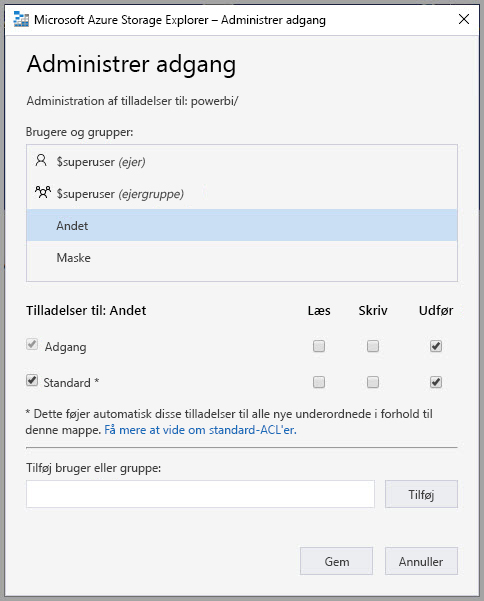 Microsoft Azure Storage Explorer – Administrer adgang
Administrer adgang
Administration af tilladelser til: powerbi/
Brugere og grupper:
$superuser (ejer)
$superuser (ejergruppe)
Andet
Maske
Tilladelser til: Andet Læs Skriv Udfør
Adgang
Standard *
* Dette føjer automatisk disse tilladelser til alle nye underordnede i forhold til
denne mappe. Få mere at vide om standard-ACL'er.
Tilføj bruger eller gruppe:
Tilføj
Gem Annuller